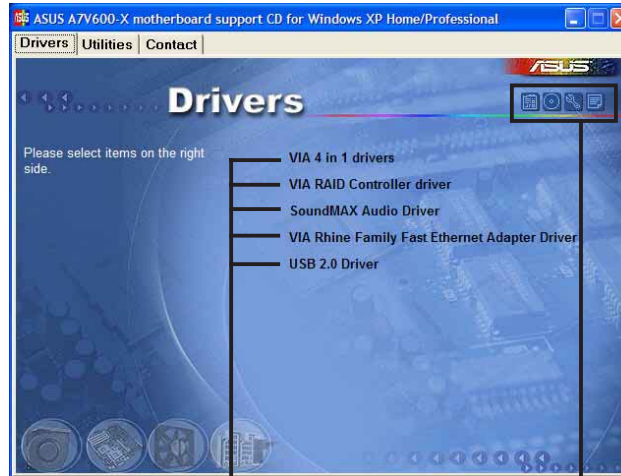 ASUS A7V600-X motherboard support CD for Windows XP Home/Professional
Drivers Utilities Contact
ASUS
Drivers
Please select items on the right
side.
VIA 4 in 1 drivers
VIA RAID Controller driver
SoundMAX Audio Driver
VIA Rhine Family Fast Ethernet Adapter Driver
USB 2.0 Driver